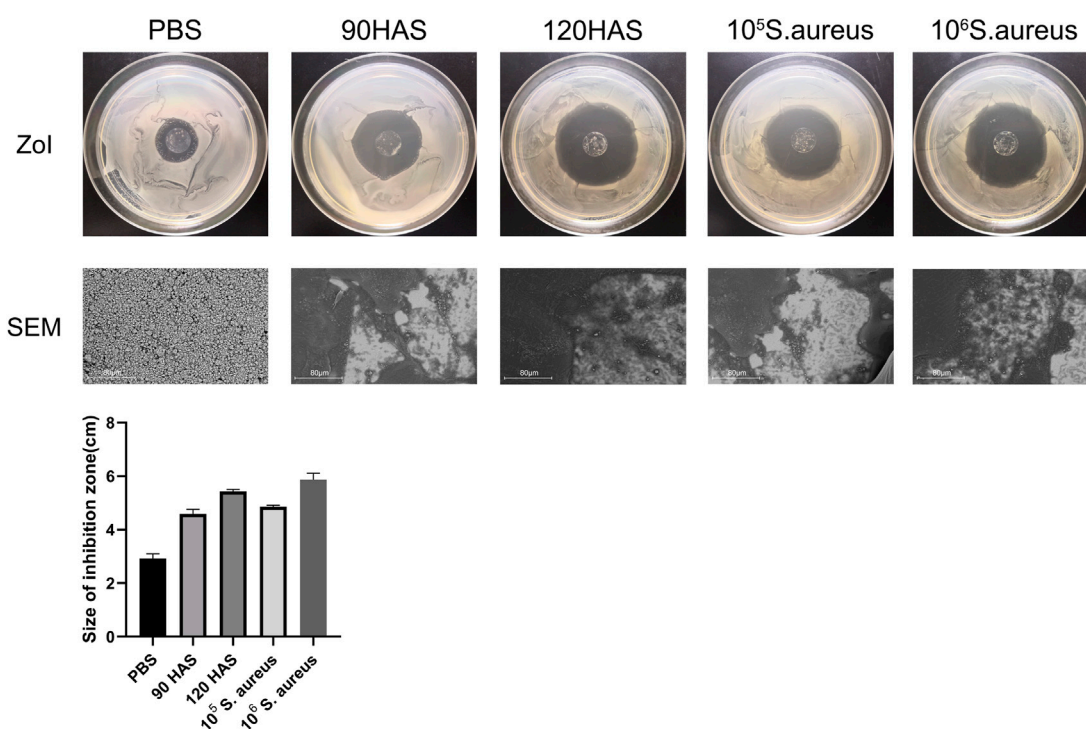 PBS 90HAS 120HAS 10⁵S.aureus 10⁶S.aureus
ZoI
SEM
80μm 80μm 80μm 80μm 80μm
Size of inhibition zone(cm)
8
6
4
2
0
PBS
90 HAS
120 HAS
10⁵ S. aureus
10⁶ S. aureus